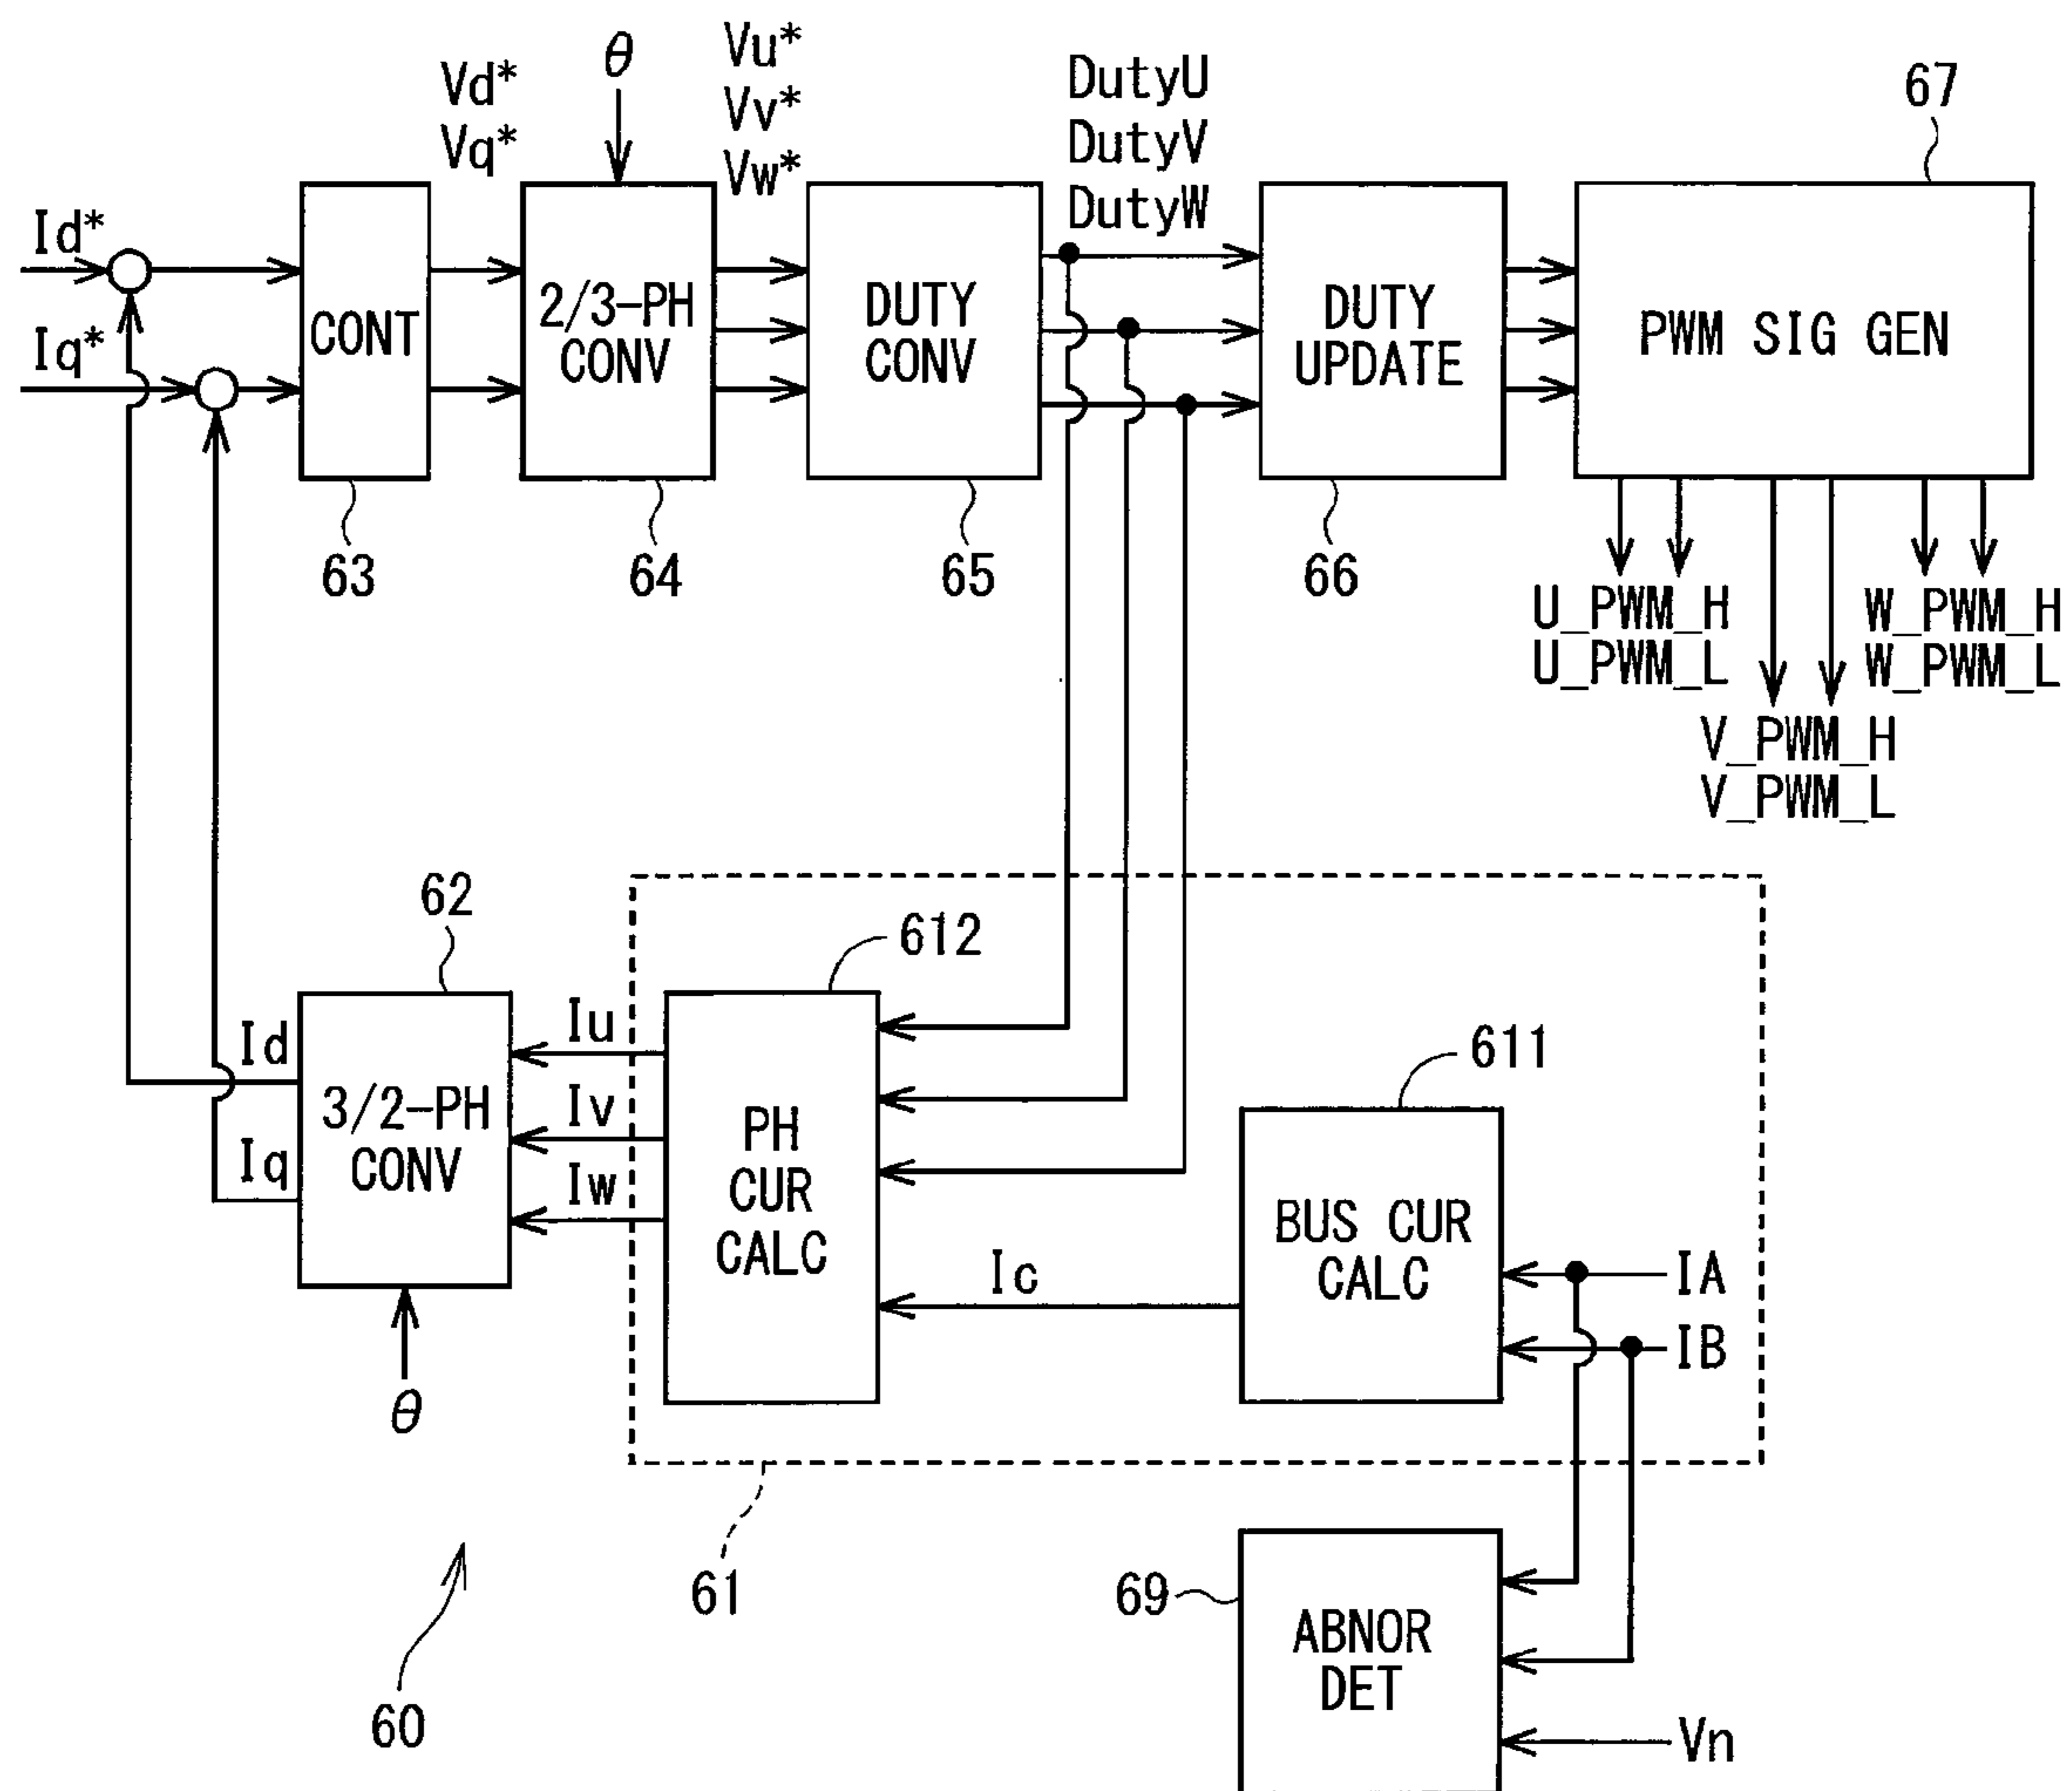 Vd*
Vq*
θ
Vu*
Vv*
Vw*
DutyU
DutyV
DutyW
67
Id*
Iq*
CONT
2/3-PH
CONV
DUTY
CONV
DUTY
UPDATE
PWM SIG GEN
63
64
65
66
U_PWM_H
U_PWM_L
W_PWM_H
W_PWM_L
V_PWM_H
V_PWM_L
62
612
611
Id
Iq
3/2-PH
CONV
Iu
Iv
Iw
PH
CUR
CALC
Ic
BUS CUR
CALC
IA
IB
θ
61
60
69
ABNOR
DET
Vn